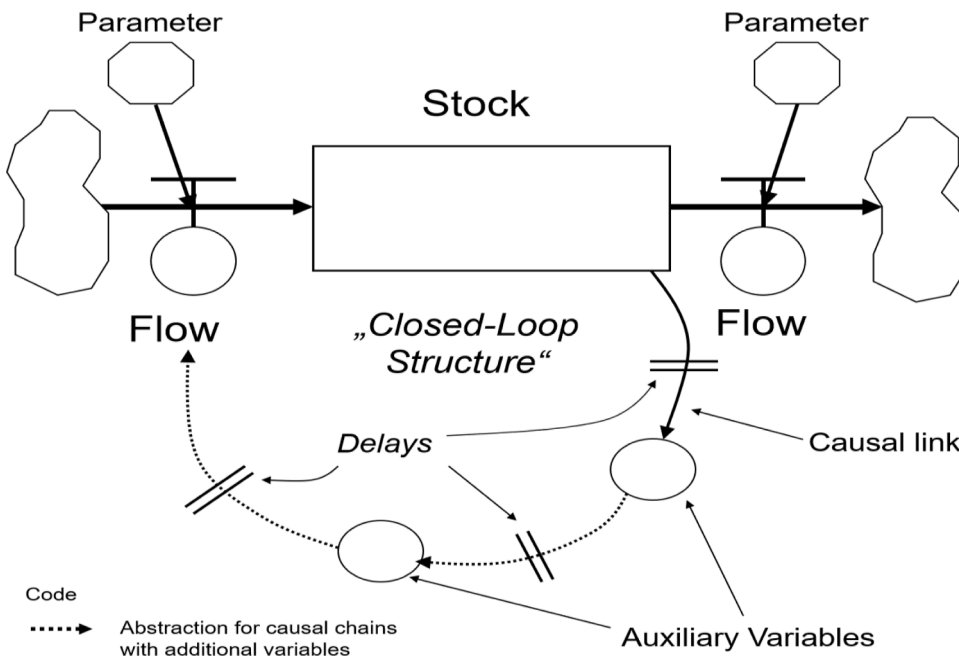 Parameter
Parameter
Stock
Flow
Flow
„Closed-Loop
Structure“
Delays
Causal link
Code
Abstraction for causal chains
with additional variables
Auxiliary Variables